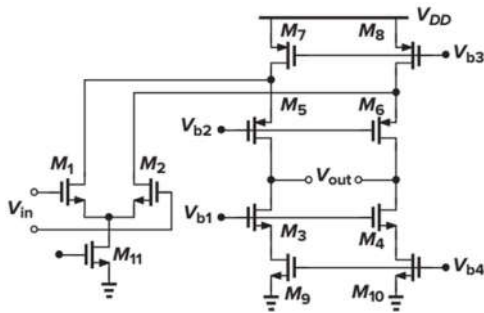 V_DD
M_7 M_8
V_b3
M_5 M_6
V_b2
M_1 M_2
V_out
V_in
V_b1
M_3 M_4
M_11
V_b4
M_9 M_10